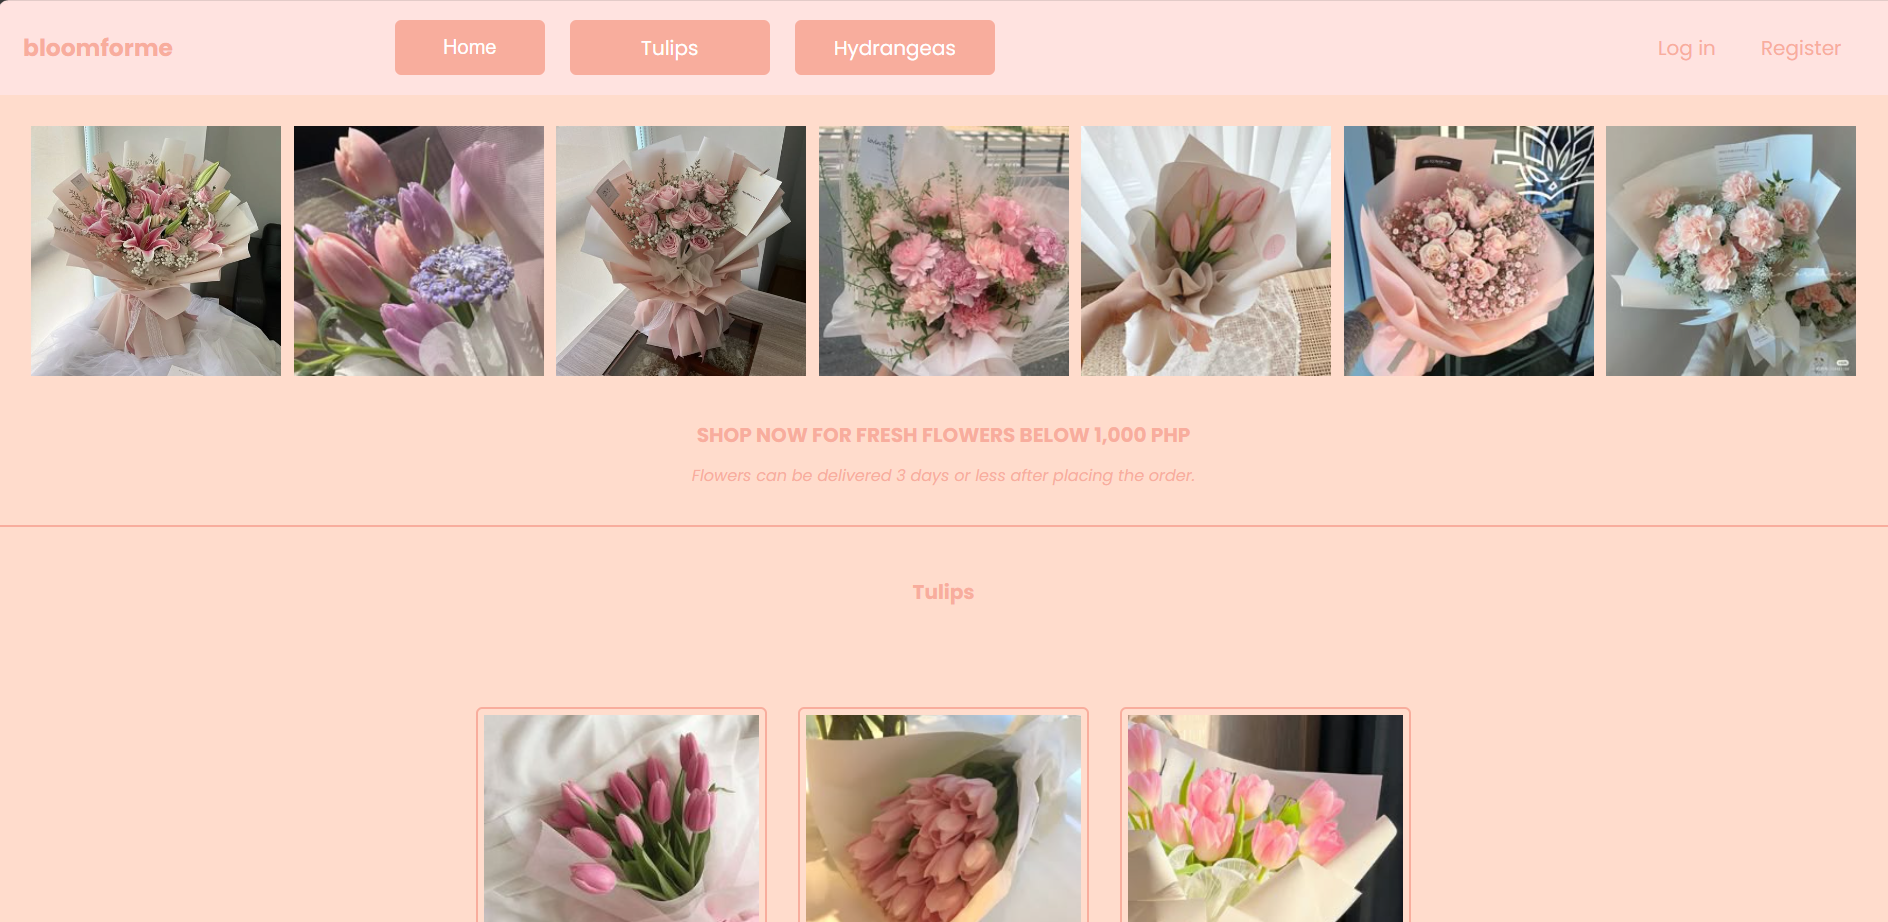 bloomforme
Home
Tulips
Hydrangeas
Log in
Register
SHOP NOW FOR FRESH FLOWERS BELOW 1,000 PHP
Flowers can be delivered 3 days or less after placing the order.
Tulips